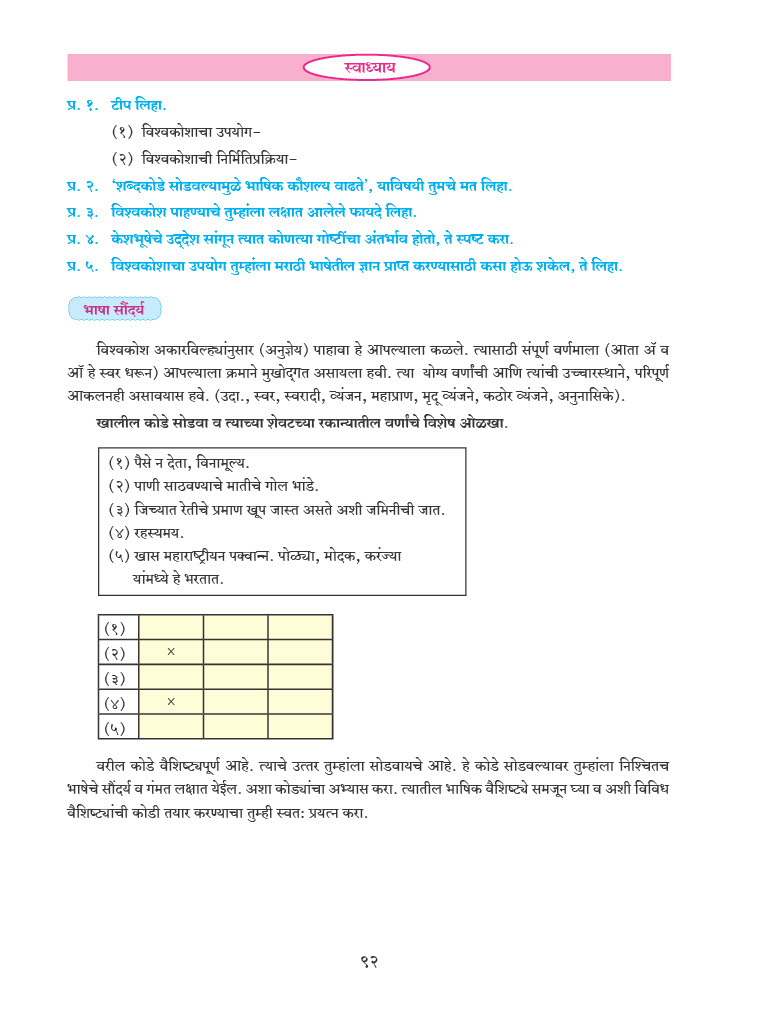 स्वाध्याय
प्र. १. टीप लिहा.
(१) विश्वकोशाचा उपयोग–
(२) विश्वकोशाची निर्मितिप्रक्रिया–
प्र. २. ‘शब्दकोडे सोडवल्यामुळे भाषिक कौशल्य वाढते’, याविषयी तुमचे मत लिहा.
प्र. ३. विश्वकोश पाहण्याचे तुम्हांला लक्षात आलेले फायदे लिहा.
प्र. ४. केशभूषेचे उद्देश सांगून त्यात कोणत्या गोष्टींचा अंतर्भाव होतो, ते स्पष्ट करा.
प्र. ५. विश्वकोशाचा उपयोग तुम्हांला मराठी भाषेतील ज्ञान प्राप्त करण्यासाठी कसा होऊ शकेल, ते लिहा.
भाषा सौंदर्य
विश्वकोश अकारविल्ह्यांनुसार (अनुज्ञेय) पाहावा हे आपल्याला कळले. त्यासाठी संपूर्ण वर्णमाला (आता ॲ व
ऑ हे स्वर धरून) आपल्याला क्रमाने मुखोद्गत असायला हवी. त्या योग्य वर्णांची आणि त्यांची उच्चारस्थाने, परिपूर्ण
आकलनही असावयास हवे. (उदा., स्वर, स्वरादी, व्यंजन, महाप्राण, मृदू व्यंजने, कठोर व्यंजने, अनुनासिके).
खालील कोडे सोडवा व त्याच्या शेवटच्या रकान्यातील वर्णांचे विशेष ओळखा.
(१) पैसे न देता, विनामूल्य.
(२) पाणी साठवण्याचे मातीचे गोल भांडे.
(३) जिच्यात रेतीचे प्रमाण खूप जास्त असते अशी जमिनीची जात.
(४) रहस्यमय.
(५) खास महाराष्ट्रीयन पक्वान्न. पोळ्या, मोदक, करंज्या
यांमध्ये हे भरतात.
(१)
(२) ×
(३)
(४) ×
(५)
वरील कोडे वैशिष्ट्यपूर्ण आहे. त्याचे उत्तर तुम्हांला सोडवायचे आहे. हे कोडे सोडवल्यावर तुम्हांला निश्चितच
भाषेचे सौंदर्य व गंमत लक्षात येईल. अशा कोड्यांचा अभ्यास करा. त्यातील भाषिक वैशिष्ट्ये समजून घ्या व अशी विविध
वैशिष्ट्यांची कोडी तयार करण्याचा तुम्ही स्वत: प्रयत्न करा.
९२